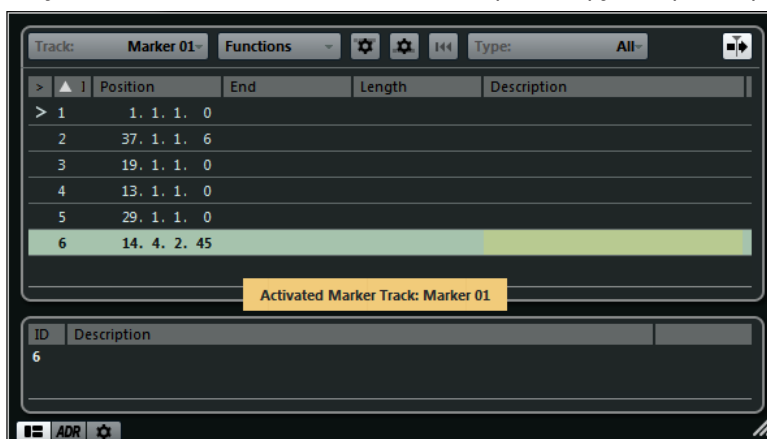 Track: Marker 01 Functions Type: All
> I Position End Length Description
> 1 1. 1. 1. 0
2 37. 1. 1. 6
3 19. 1. 1. 0
4 13. 1. 1. 0
5 29. 1. 1. 0
6 14. 4. 2. 45
Activated Marker Track: Marker 01
ID Description
6
ADR